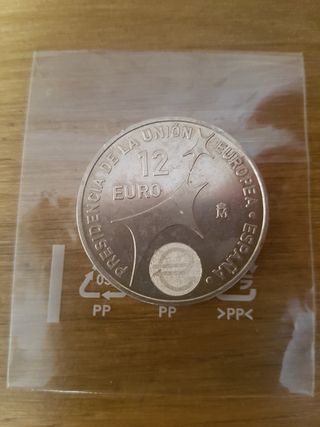 PRESIDENCIA DE LA UNIÓN EUROPEA • ESPAÑA •
12
EURO
M
PP
PP
>PP<